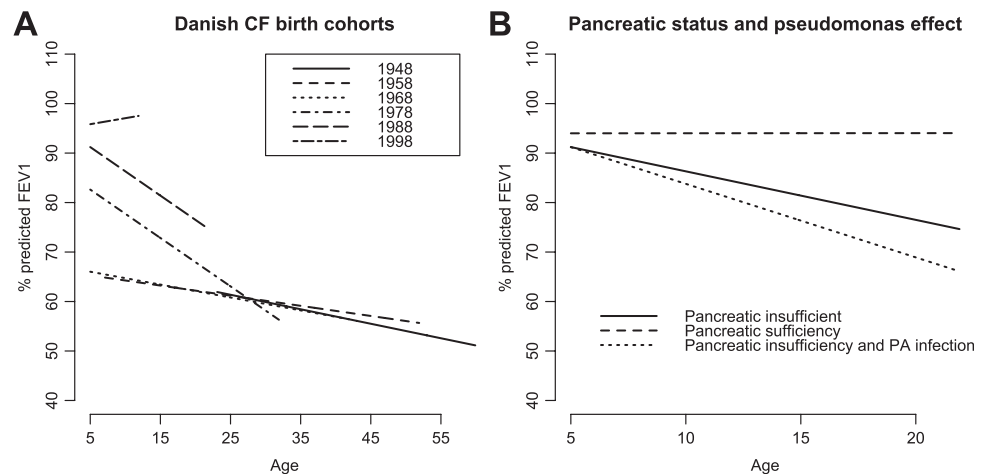 A
Danish CF birth cohorts
% predicted FEV1
110
100
90
80
70
60
50
40
1948
1958
1968
1978
1988
1998
5 15 25 35 45 55
Age
B
Pancreatic status and pseudomonas effect
% predicted FEV1
110
100
90
80
70
60
50
40
Pancreatic insufficient
Pancreatic sufficiency
Pancreatic insufficiency and PA infection
5 10 15 20
Age